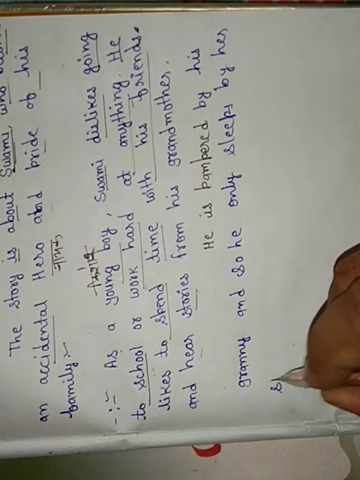 The story is about Swami, who
an accidental Hero and pride of his
नायक
family:-
-:- As a young boy, Swami dislikes going
to school or work hard at anything. He
likes to spend time with his friends.
and hear stories from his grandmother.
He is pampered by his
granny and so he only sleeps by her
s